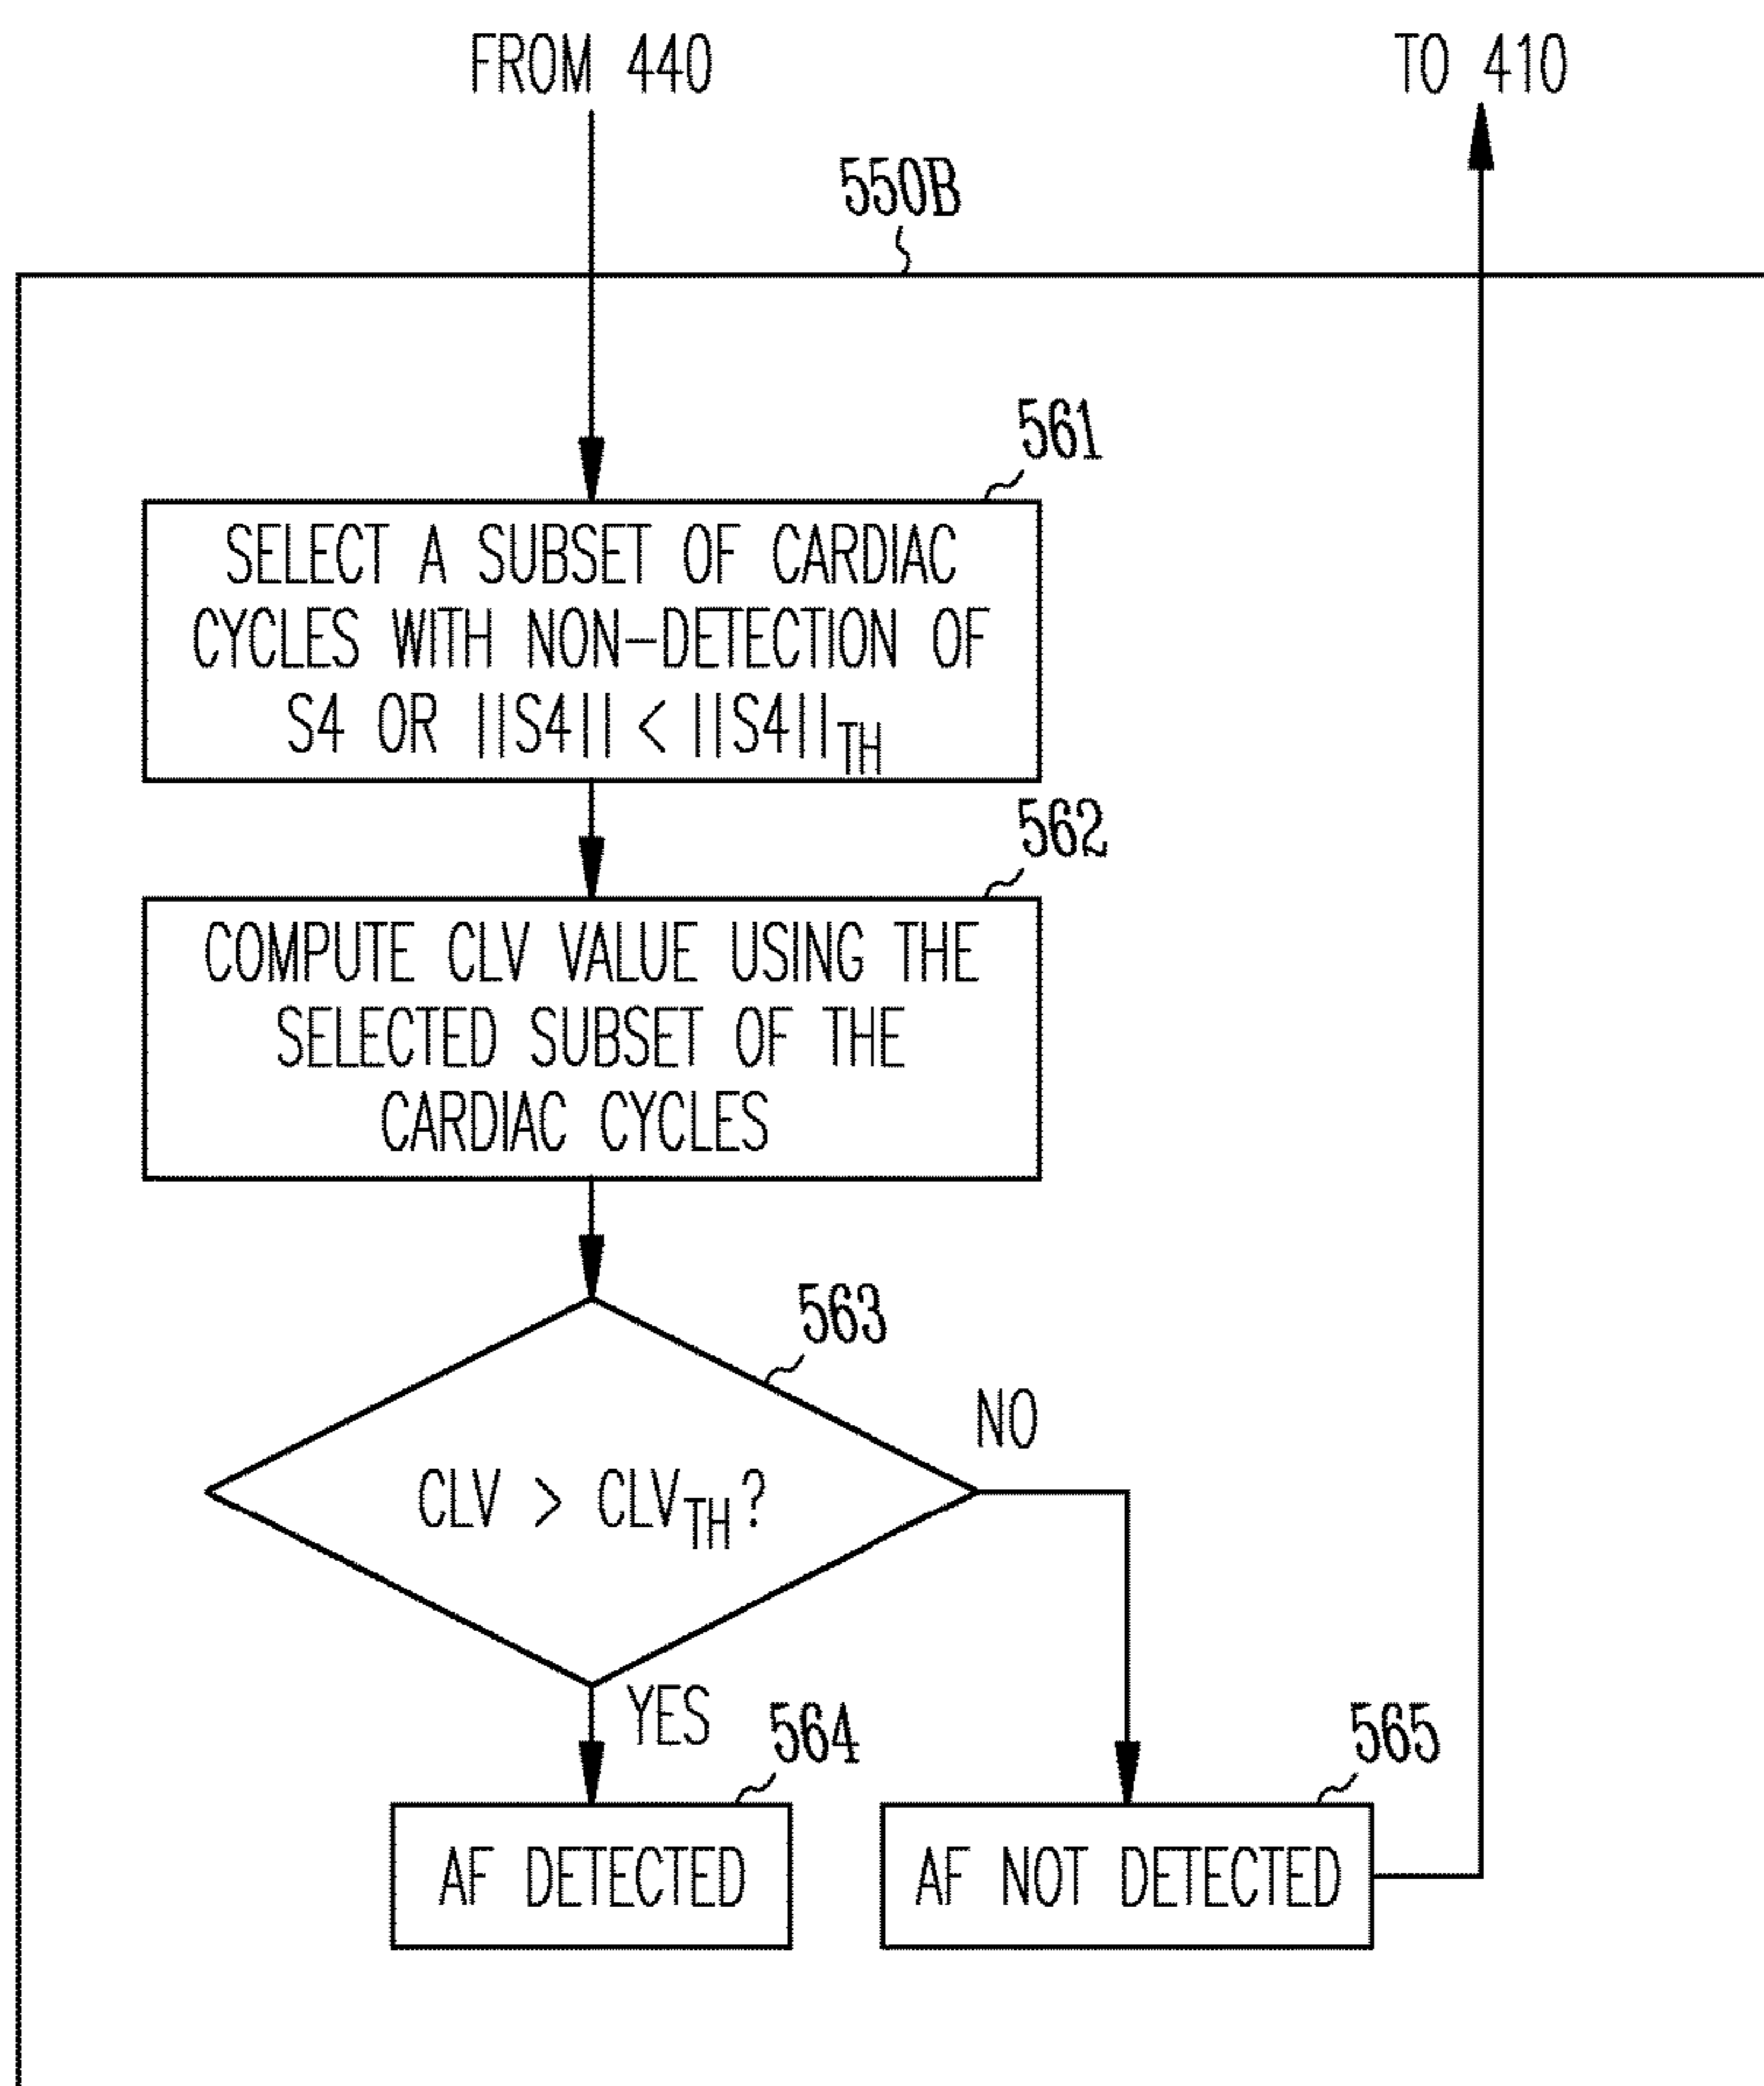 FROM 440
TO 410
550B
561
SELECT A SUBSET OF CARDIAC
CYCLES WITH NON-DETECTION OF
S4 OR ||S4|| < ||S4||TH
562
COMPUTE CLV VALUE USING THE
SELECTED SUBSET OF THE
CARDIAC CYCLES
563
CLV > CLVTH?
NO
YES
564
AF DETECTED
565
AF NOT DETECTED